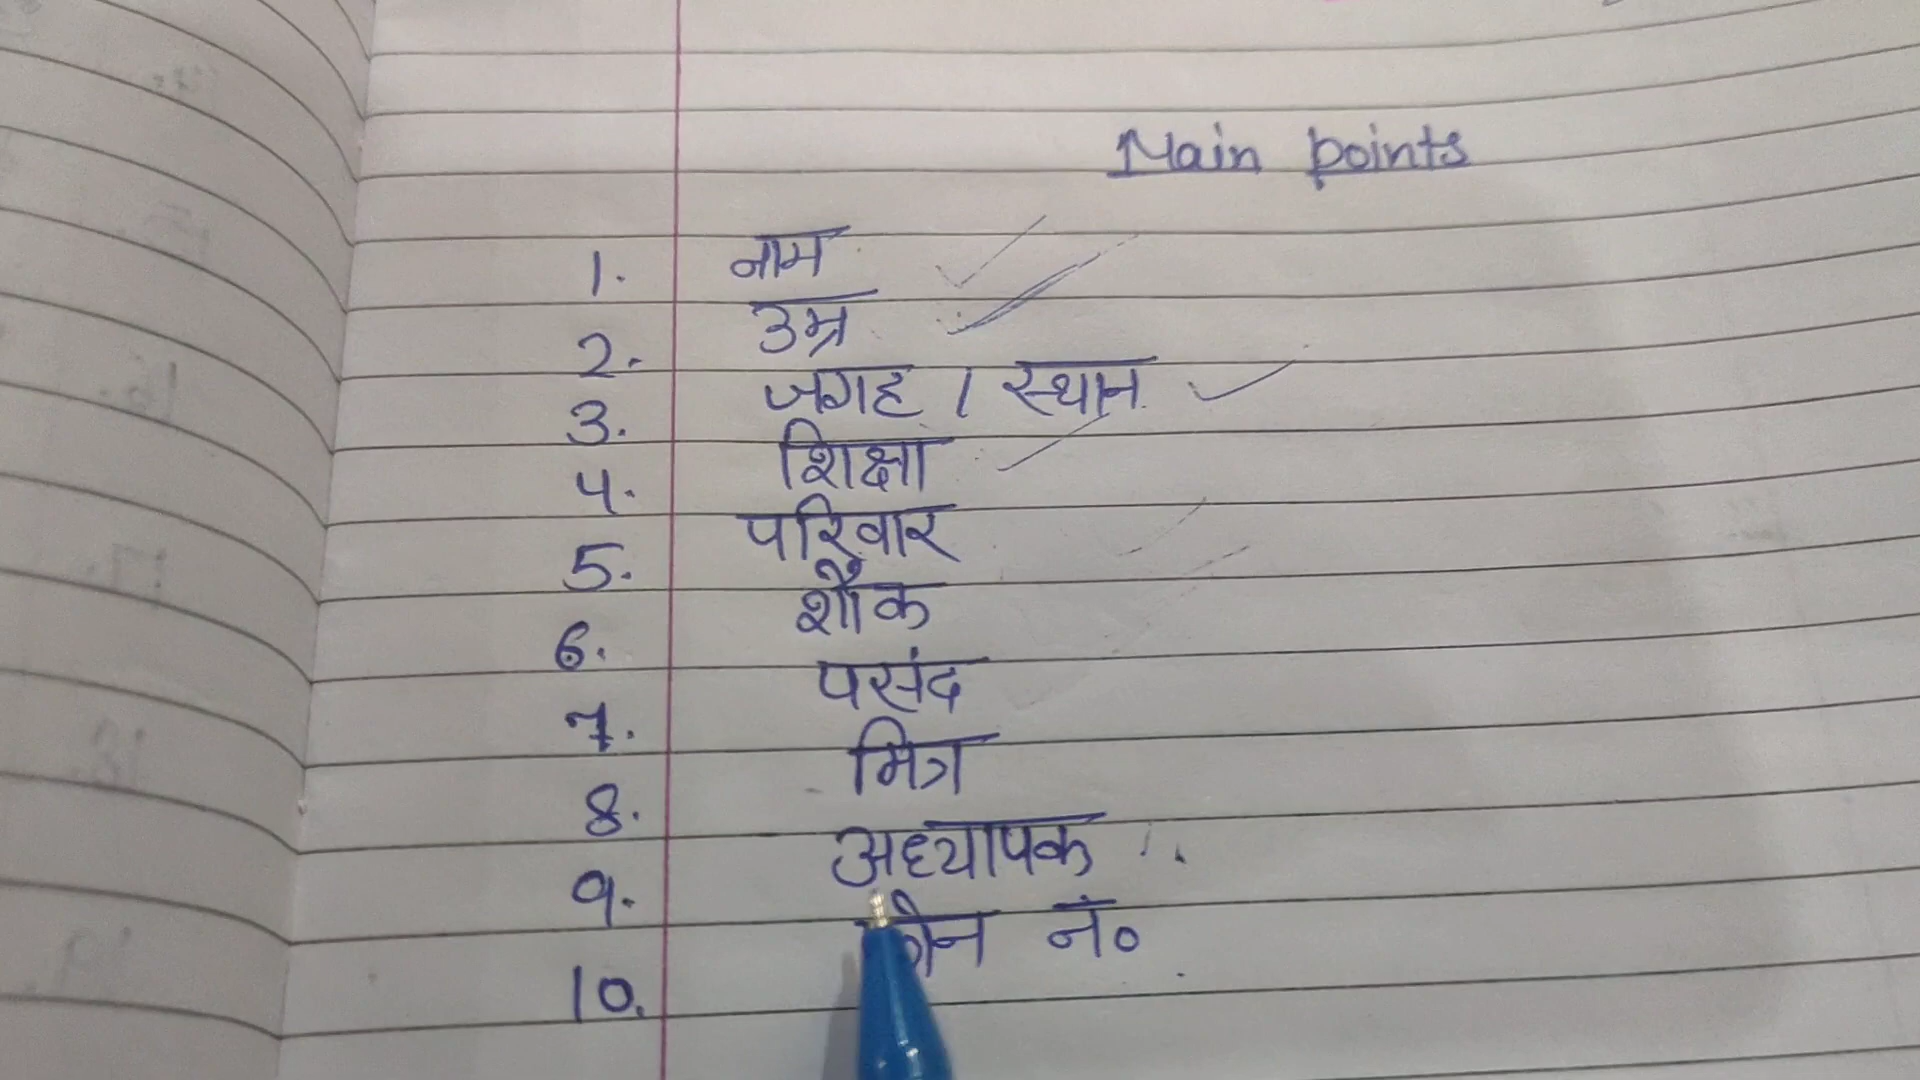 Main points
1. नाम
2. उम्र
3. जगह / स्थान
4. शिक्षा
5. परिवार
6. शौक
7. पसंद
8. मित्र
9. अध्यापक
10. फोन नं०